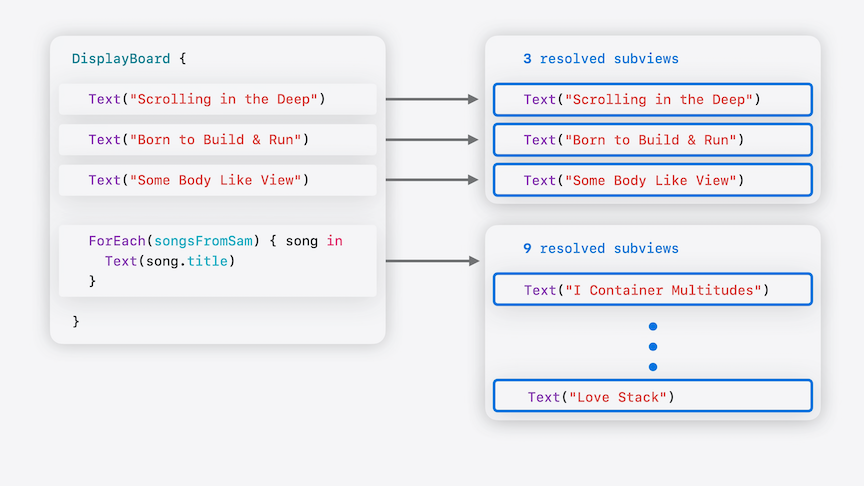 DisplayBoard {
Text("Scrolling in the Deep")
Text("Born to Build & Run")
Text("Some Body Like View")
ForEach(songsFromSam) { song in
Text(song.title)
}
}
3 resolved subviews
Text("Scrolling in the Deep")
Text("Born to Build & Run")
Text("Some Body Like View")
9 resolved subviews
Text("I Container Multitudes")
Text("Love Stack")